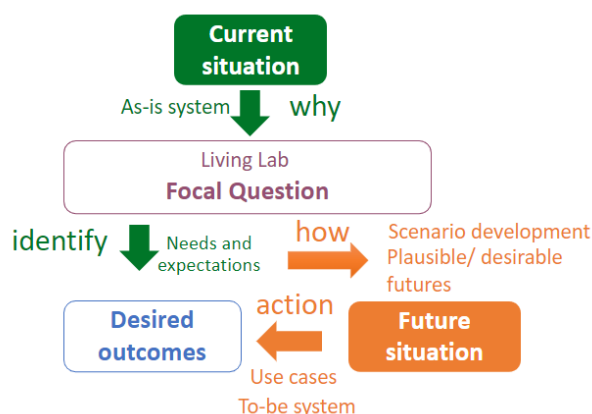 Current
situation
As-is system
why
Living Lab
Focal Question
identify
Needs and
expectations
how
Scenario development
Plausible/ desirable
futures
Desired
outcomes
action
Future
situation
Use cases
To-be system